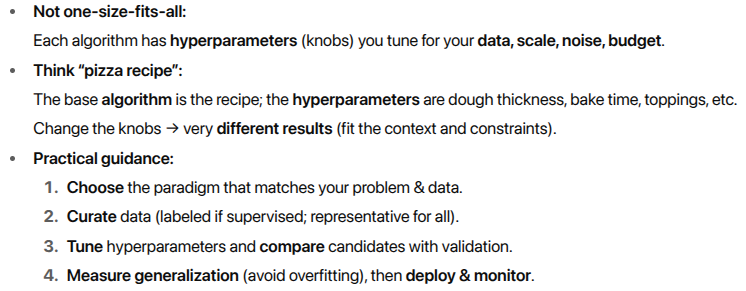 • Not one-size-fits-all:
Each algorithm has hyperparameters (knobs) you tune for your data, scale, noise, budget.
• Think “pizza recipe”:
The base algorithm is the recipe; the hyperparameters are dough thickness, bake time, toppings, etc.
Change the knobs → very different results (fit the context and constraints).
• Practical guidance:
1. Choose the paradigm that matches your problem & data.
2. Curate data (labeled if supervised; representative for all).
3. Tune hyperparameters and compare candidates with validation.
4. Measure generalization (avoid overfitting), then deploy & monitor.